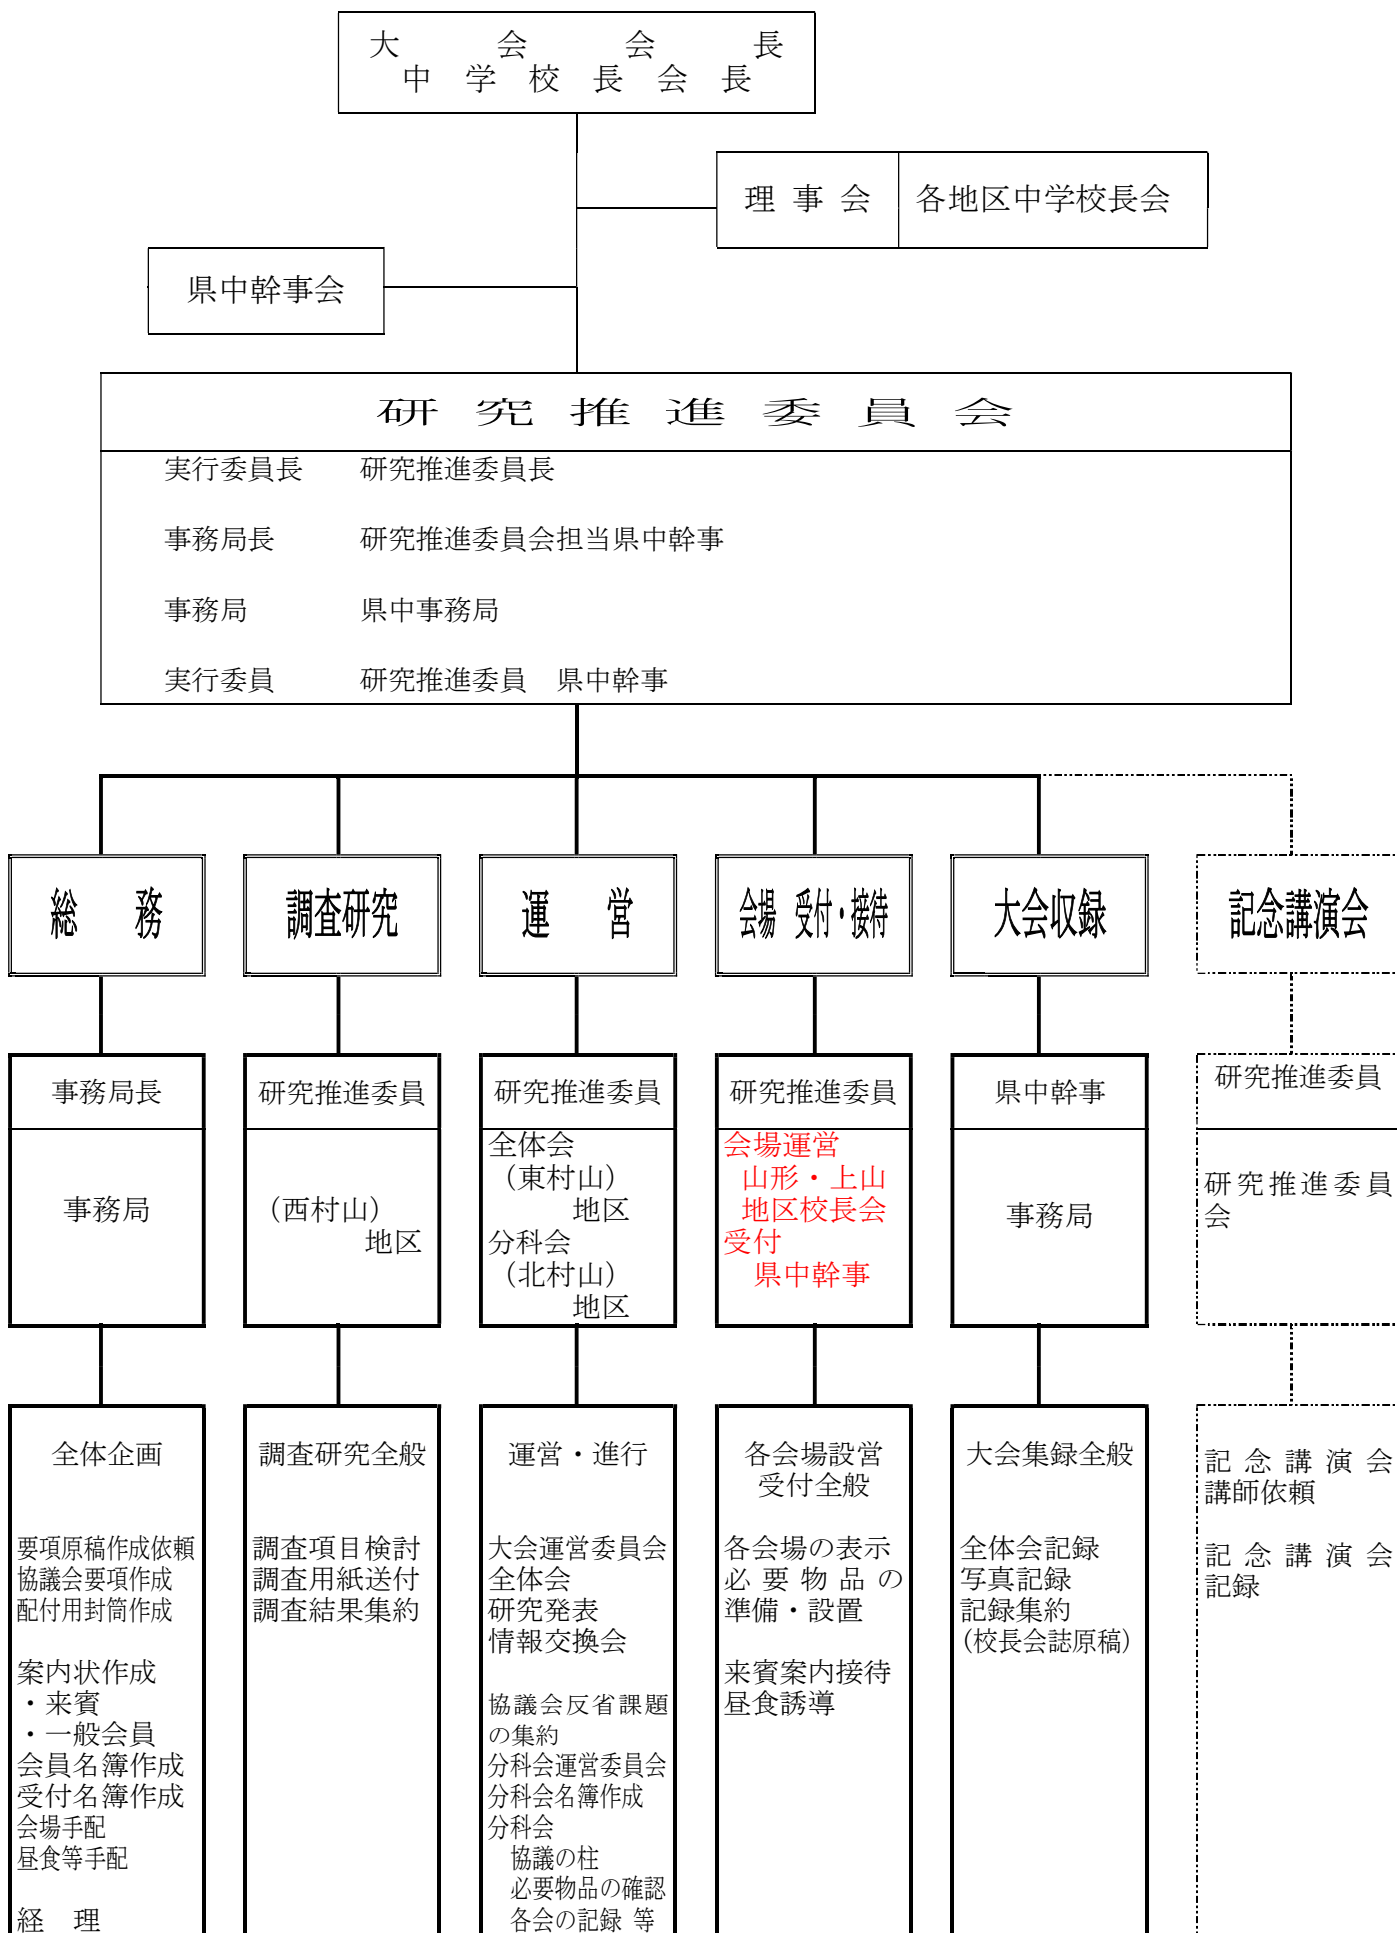 大　会　会　長
中　学　校　長　会　長
理 事 会　各地区中学校長会
県中幹事会
研 究 推 進 委 員 会
実行委員長　研究推進委員長
事務局長　研究推進委員会担当県中幹事
事務局　県中事務局
実行委員　研究推進委員　県中幹事
総　務
調査研究
運　営
会場　受付・接待
大会収録
記念講演会
事務局長
研究推進委員
研究推進委員
研究推進委員
県中幹事
研究推進委員
事務局
（西村山）
地区
全体会
（東村山）
地区
分科会
（北村山）
地区
会場運営
山形・上山
地区校長会
受付
県中幹事
事務局
研究推進委員
会
全体企画
要項原稿作成依頼
協議会要項作成
配付用封筒作成
案内状作成
・来賓
・一般会員
会員名簿作成
受付名簿作成
会場手配
昼食等手配
経　理
調査研究全般
調査項目検討
調査用紙送付
調査結果集約
運営・進行
大会運営委員会
全体会
研究発表
情報交換会
協議会反省課題
の集約
分科会運営委員会
分科会名簿作成
分科会
協議の柱
必要物品の確認
各会の記録 等
各会場設営
受付全般
各会場の表示
必要物品の
準備・設置
来賓案内接待
昼食誘導
大会集録全般
全体会記録
写真記録
記録集約
（校長会誌原稿）
記念講演会
講師依頼
記念講演会
記録